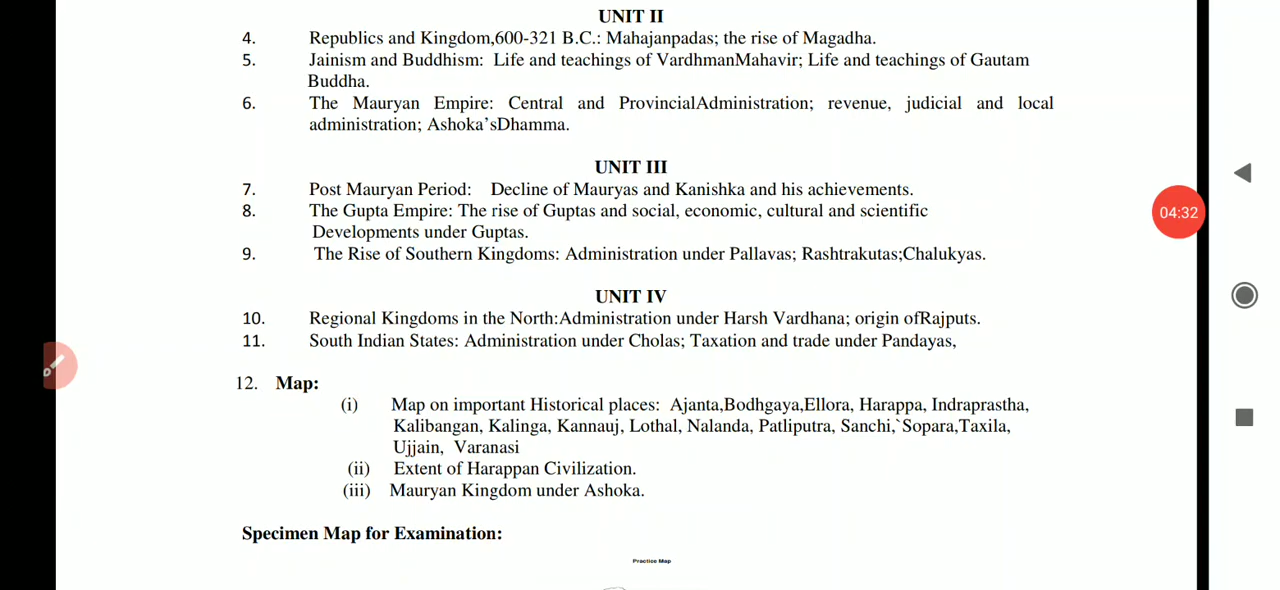 UNIT II
4. Republics and Kingdom,600-321 B.C.: Mahajanpadas; the rise of Magadha.
5. Jainism and Buddhism: Life and teachings of VardhmanMahavir; Life and teachings of Gautam
Buddha.
6. The Mauryan Empire: Central and ProvincialAdministration; revenue, judicial and local
administration; Ashoka’sDhamma.
UNIT III
7. Post Mauryan Period: Decline of Mauryas and Kanishka and his achievements.
8. The Gupta Empire: The rise of Guptas and social, economic, cultural and scientific
Developments under Guptas.
9. The Rise of Southern Kingdoms: Administration under Pallavas; Rashtrakutas;Chalukyas.
UNIT IV
10. Regional Kingdoms in the North:Administration under Harsh Vardhana; origin ofRajputs.
11. South Indian States: Administration under Cholas; Taxation and trade under Pandayas,
12. Map:
(i) Map on important Historical places: Ajanta,Bodhgaya,Ellora, Harappa, Indraprastha,
Kalibangan, Kalinga, Kannauj, Lothal, Nalanda, Patliputra, Sanchi,`Sopara,Taxila,
Ujjain, Varanasi
(ii) Extent of Harappan Civilization.
(iii) Mauryan Kingdom under Ashoka.
Specimen Map for Examination:
Practice Map
04:32